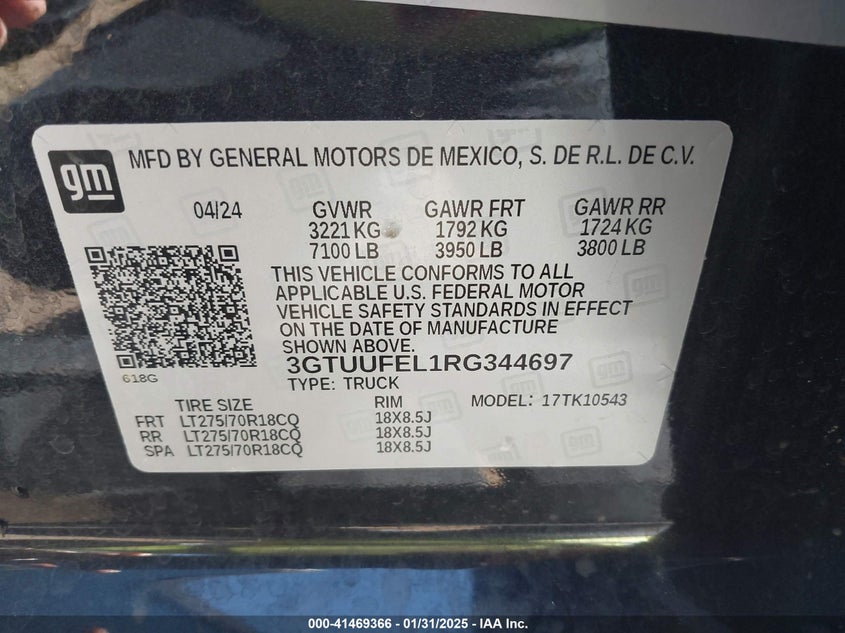 gm
MFD BY GENERAL MOTORS DE MEXICO, S. DE R.L. DE C.V.
04/24 GVWR GAWR FRT GAWR RR
3221 KG 1792 KG 1724 KG
7100 LB 3950 LB 3800 LB
THIS VEHICLE CONFORMS TO ALL
APPLICABLE U.S. FEDERAL MOTOR
VEHICLE SAFETY STANDARDS IN EFFECT
ON THE DATE OF MANUFACTURE
SHOWN ABOVE.
3GTUUFEL1RG344697
618G
TYPE: TRUCK
TIRE SIZE RIM MODEL: 17TK10543
FRT LT275/70R18CQ 18X8.5J
RR LT275/70R18CQ 18X8.5J
SPA LT275/70R18CQ 18X8.5J
000-41469366 - 01/31/2025 - IAA Inc.